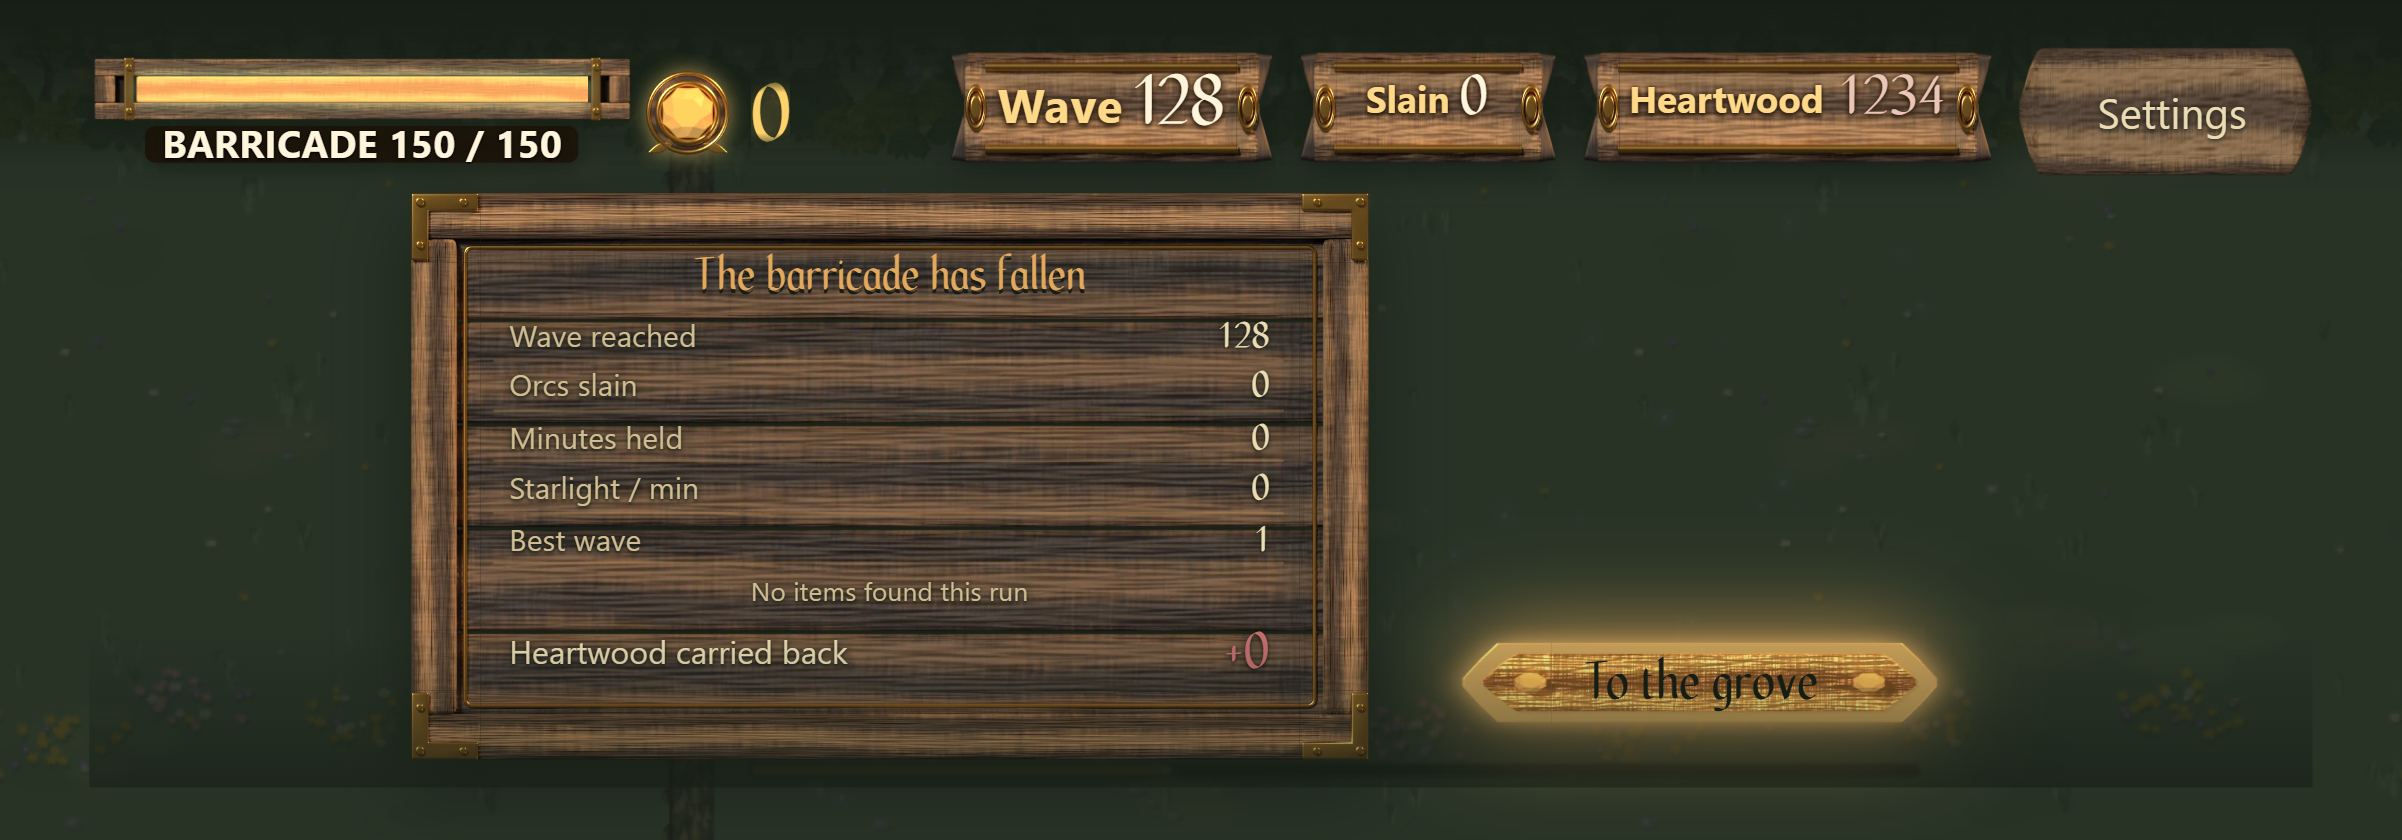 BARRICADE 150 / 150
0
Wave 128
Slain 0
Heartwood 1234
Settings
The barricade has fallen
Wave reached 128
Orcs slain 0
Minutes held 0
Starlight / min 0
Best wave 1
No items found this run
Heartwood carried back +0
To the grove